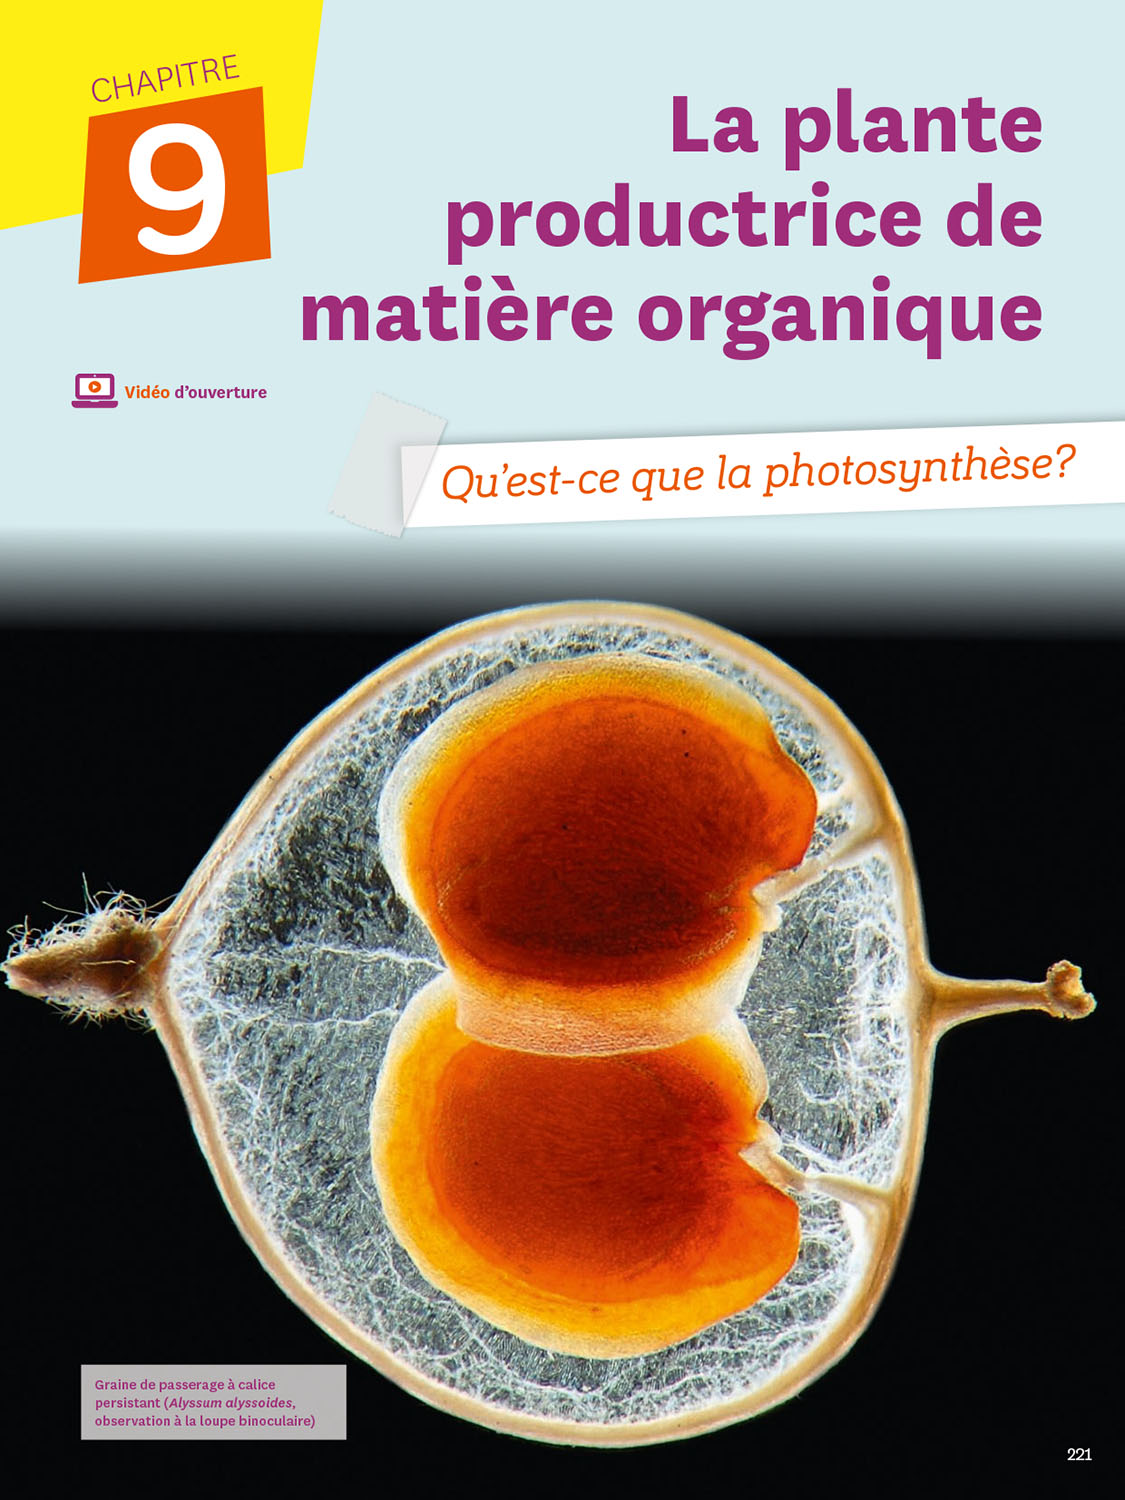 CHAPITRE
9
La plante
productrice de
matière organique
Vidéo d’ouverture
Qu’est-ce que la photosynthèse?
Graine de passerage à calice
persistant (Alyssum alyssoides,
observation à la loupe binoculaire)
221